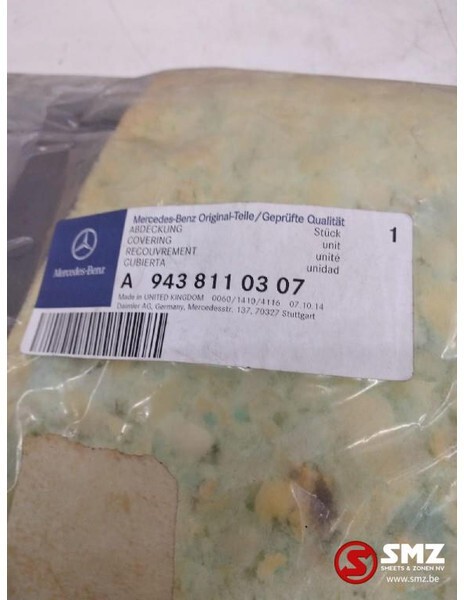 Mercedes-Benz Original-Teile/Geprüfte Qualität
ABDECKUNG Stück 1
COVERING unit
RECOUVREMENT unité
CUBIERTA unidad
Mercedes-Benz
A 943 811 03 07
Made in UNITED KINGDOM 0060/1419/4116 07.10.14
Daimler AG, Germany, Mercedesstr. 137, 70327 Stuttgart
SMZ
SMEETS & ZONEN NV
www.smz.be